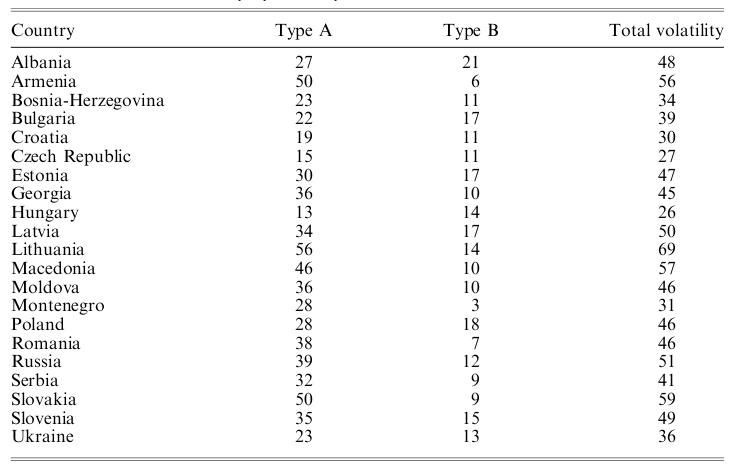 Country Type A Type B Total volatility
Albania 27 21 48
Armenia 50 6 56
Bosnia-Herzegovina 23 11 34
Bulgaria 22 17 39
Croatia 19 11 30
Czech Republic 15 11 27
Estonia 30 17 47
Georgia 36 10 45
Hungary 13 14 26
Latvia 34 17 50
Lithuania 56 14 69
Macedonia 46 10 57
Moldova 36 10 46
Montenegro 28 3 31
Poland 28 18 46
Romania 38 7 46
Russia 39 12 51
Serbia 32 9 41
Slovakia 50 9 59
Slovenia 35 15 49
Ukraine 23 13 36